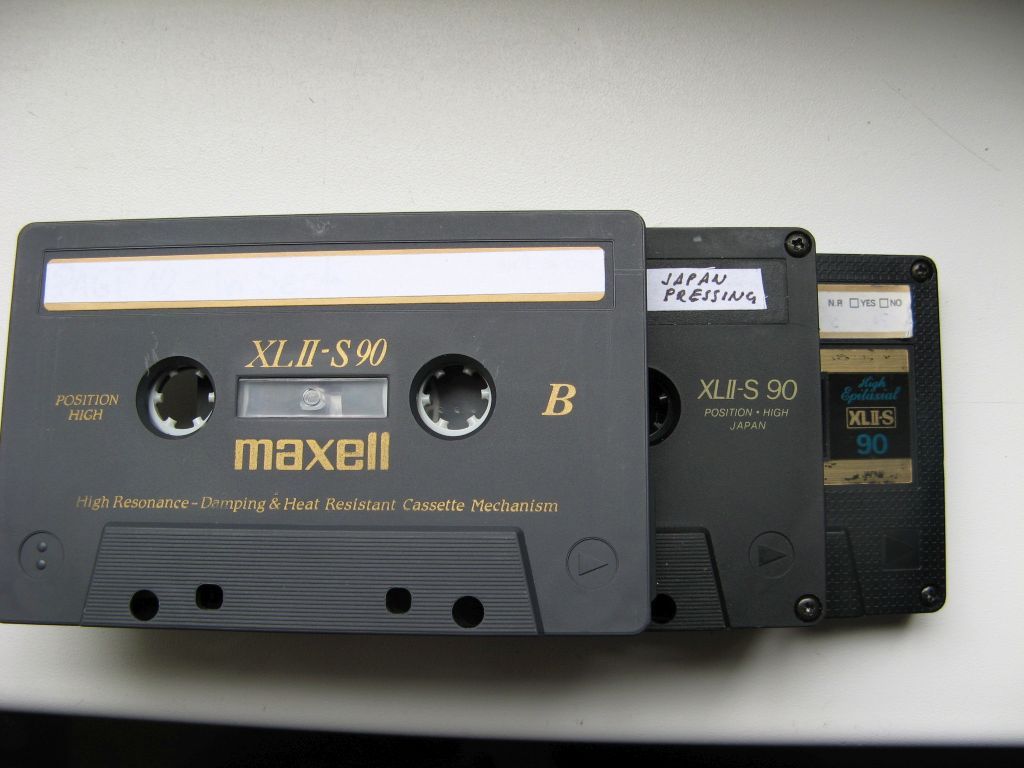 XLII-S 90
POSITION
HIGH
B
maxell
High Resonance-Damping & Heat Resistant Cassette Mechanism
JAPAN
PRESSING
XLII-S 90
POSITION • HIGH
JAPAN
N.R □YES □NO
High
Epitaxial
XLII-S
90